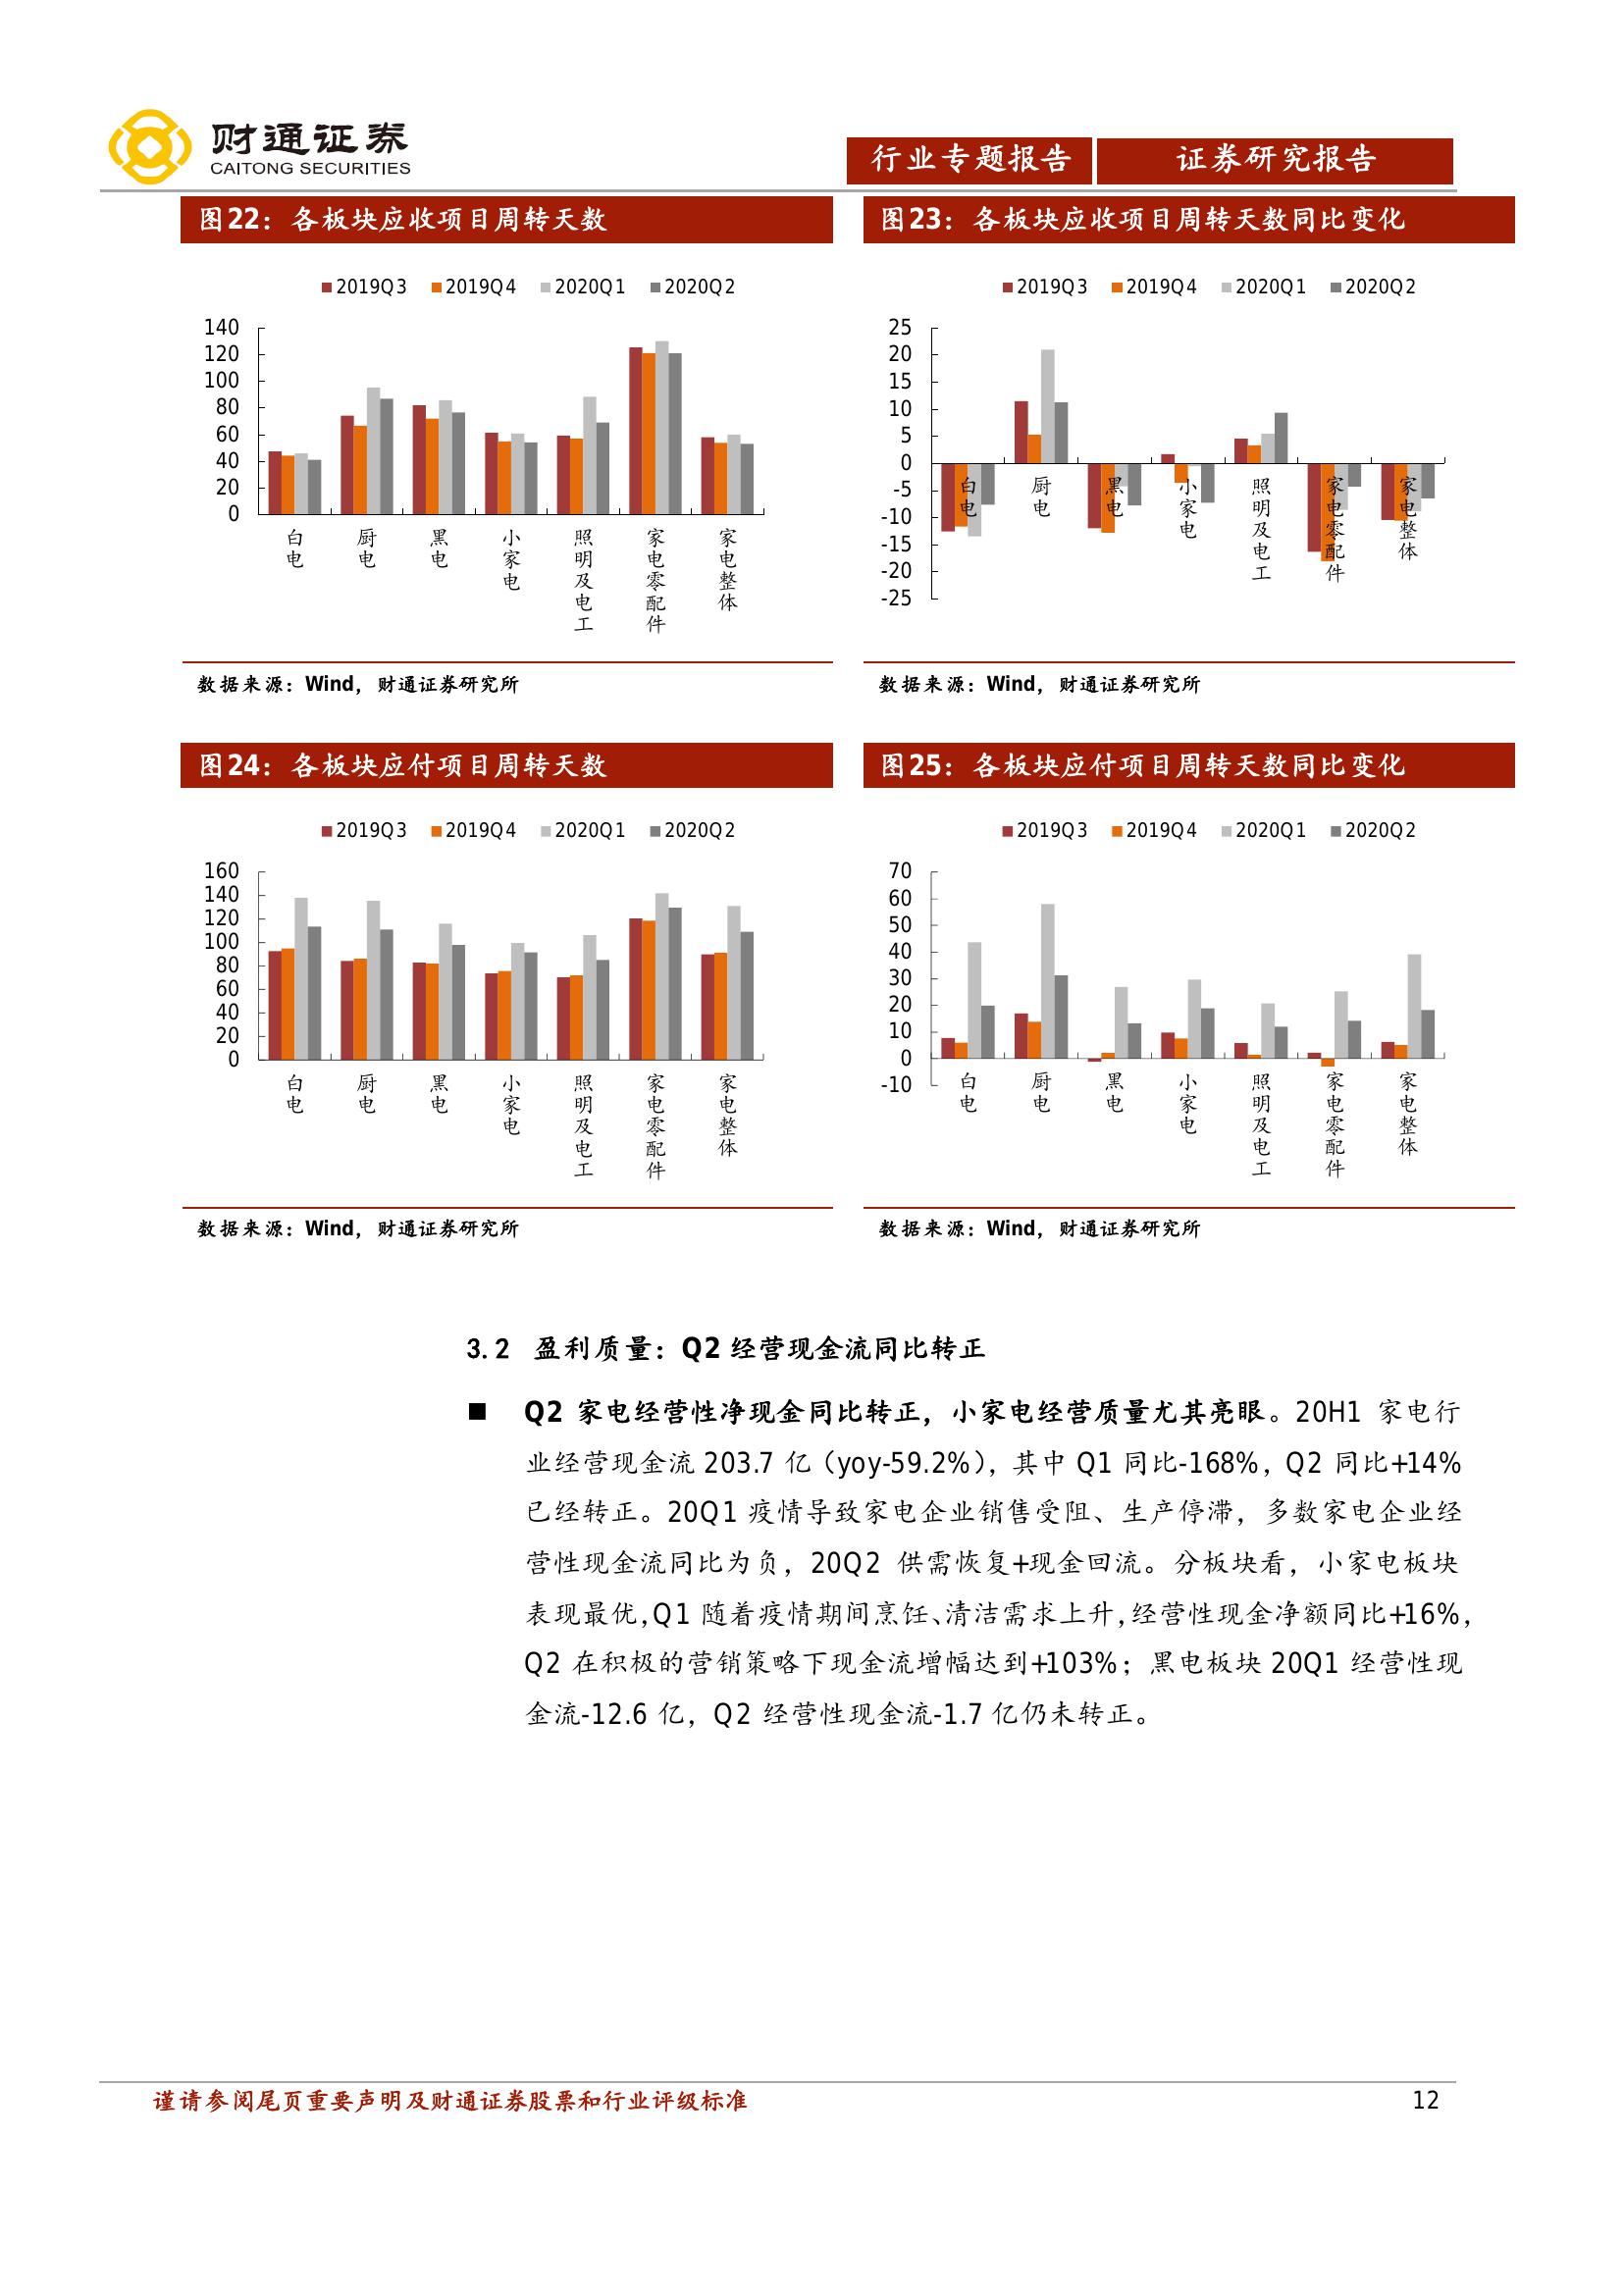 财通证券
CAITONG SECURITIES
行业专题报告
证券研究报告
图22：各板块应收项目周转天数
2019Q3 2019Q4 2020Q1 2020Q2
140
120
100
80
60
40
20
0
白电 厨电 黑电 小家电 照明及电工 家电零配件 家电整体
数据来源：Wind，财通证券研究所
图23：各板块应收项目周转天数同比变化
2019Q3 2019Q4 2020Q1 2020Q2
25
20
15
10
5
0
-5
-10
-15
-20
-25
白电 厨电 黑电 小家电 照明及电工 家电零配件 家电整体
数据来源：Wind，财通证券研究所
图24：各板块应付项目周转天数
2019Q3 2019Q4 2020Q1 2020Q2
160
140
120
100
80
60
40
20
0
白电 厨电 黑电 小家电 照明及电工 家电零配件 家电整体
数据来源：Wind，财通证券研究所
图25：各板块应付项目周转天数同比变化
2019Q3 2019Q4 2020Q1 2020Q2
70
60
50
40
30
20
10
0
-10
白电 厨电 黑电 小家电 照明及电工 家电零配件 家电整体
数据来源：Wind，财通证券研究所
3.2 盈利质量：Q2 经营现金流同比转正
■ Q2 家电经营性净现金同比转正，小家电经营质量尤其亮眼。20H1 家电行
业经营现金流 203.7 亿（yoy-59.2%），其中 Q1 同比-168%，Q2 同比+14%
已经转正。20Q1 疫情导致家电企业销售受阻、生产停滞，多数家电企业经
营性现金流同比为负，20Q2 供需恢复+现金回流。分板块看，小家电板块
表现最优，Q1 随着疫情期间烹饪、清洁需求上升，经营性现金净额同比+16%，
Q2 在积极的营销策略下现金流增幅达到+103%；黑电板块 20Q1 经营性现
金流-12.6 亿，Q2 经营性现金流-1.7 亿仍未转正。
谨请参阅尾页重要声明及财通证券股票和行业评级标准
12